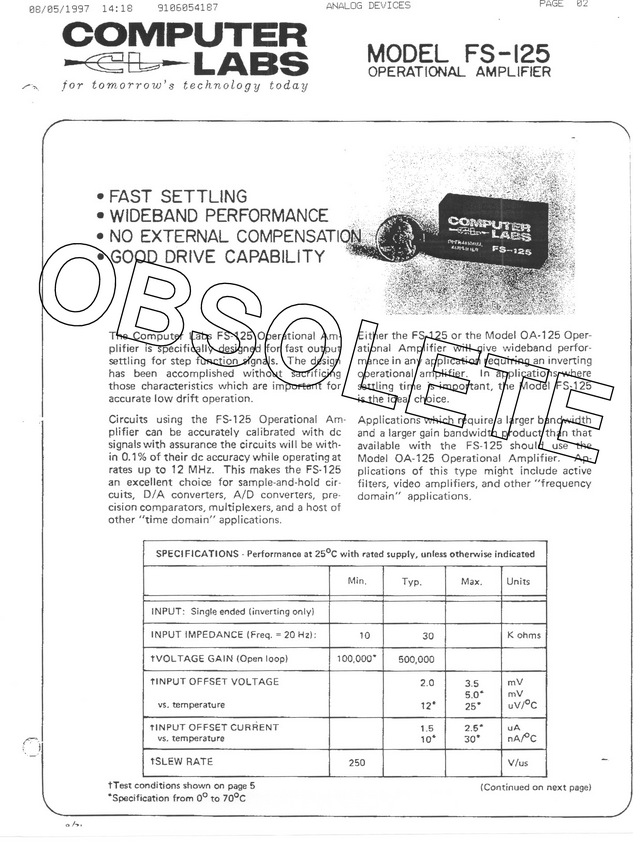 08/05/1997 14:18 9106054187 ANALOG DEVICES PAGE 02
COMPUTER
CL LABS
for tomorrow's technology today
MODEL FS-125
OPERATIONAL AMPLIFIER
• FAST SETTLING
• WIDEBAND PERFORMANCE
• NO EXTERNAL COMPENSATION
• GOOD DRIVE CAPABILITY
COMPUTER
CL LABS
OPERATIONAL
AMPLIFIER
FS-125
OBSOLETE
The Computer Labs FS-125 Operational Am-
plifier is specifically designed for fast output
settling for step function signals. The design
has been accomplished without sacrificing
those characteristics which are important for
accurate low drift operation.
Circuits using the FS-125 Operational Am-
plifier can be accurately calibrated with dc
signals with assurance the circuits will be with-
in 0.1% of their dc accuracy while operating at
rates up to 12 MHz. This makes the FS-125
an excellent choice for sample-and-hold cir-
cuits, D/A converters, A/D converters, pre-
cision comparators, multiplexers, and a host of
other "time domain" applications.
Either the FS-125 or the Model OA-125 Oper-
ational Amplifier will give wideband perfor-
mance in any application requiring an inverting
operational amplifier. In applications where
settling time is important, the Model FS-125
is the ideal choice.
Applications which require a larger bandwidth
and a larger gain bandwidth product than that
available with the FS-125 should use the
Model OA-125 Operational Amplifier. Ap-
plications of this type might include active
filters, video amplifiers, and other "frequency
domain" applications.
SPECIFICATIONS - Performance at 25°C with rated supply, unless otherwise indicated
Min. Typ. Max. Units
INPUT: Single ended (inverting only)
INPUT IMPEDANCE (Freq. = 20 Hz): 10 30 K ohms
†VOLTAGE GAIN (Open loop) 100,000* 500,000
†INPUT OFFSET VOLTAGE 2.0 3.5 mV
5.0* mV
vs. temperature 12* 25* uV/°C
†INPUT OFFSET CURRENT 1.5 2.5* uA
vs. temperature 10* 30* nA/°C
†SLEW RATE 250 V/us
†Test conditions shown on page 5 (Continued on next page)
*Specification from 0° to 70°C